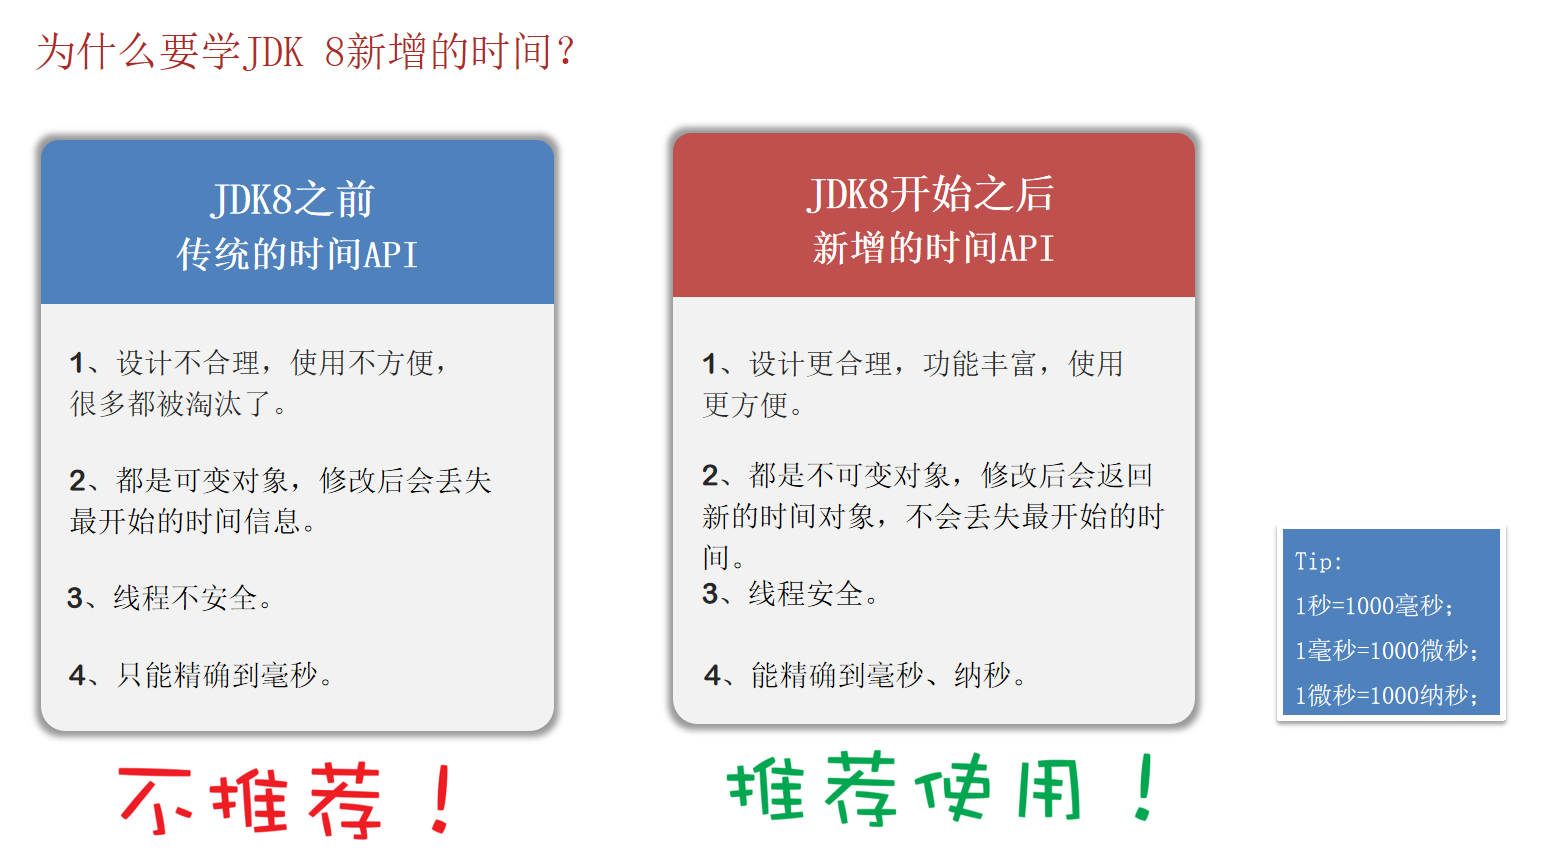 为什么要学JDK 8新增的时间?
JDK8之前
传统的时间API
1、设计不合理，使用不方便，
很多都被淘汰了。
2、都是可变对象，修改后会丢失
最开始的时间信息。
3、线程不安全。
4、只能精确到毫秒。
不推荐！
JDK8开始之后
新增的时间API
1、设计更合理，功能丰富，使用
更方便。
2、都是不可变对象，修改后会返回
新的时间对象，不会丢失最开始的时
间。
3、线程安全。
4、能精确到毫秒、纳秒。
推荐使用！
Tip:
1秒=1000毫秒；
1毫秒=1000微秒；
1微秒=1000纳秒；